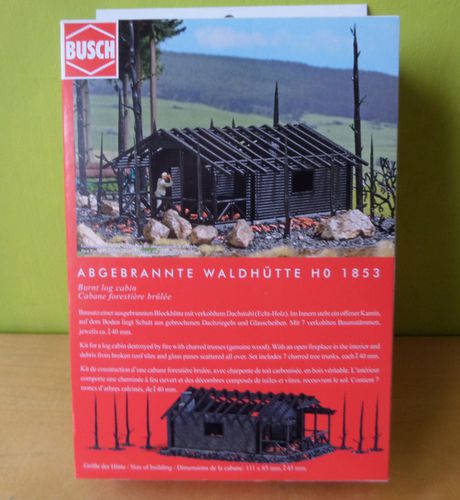 BUSCH
ABGEBRANNTE WALDHÜTTE H0 1853
Burnt log cabin
Cabane forestière brûlée
Bausatz einer ausgebrannten Blockhütte mit verkohltem Dachstuhl (Echt-Holz). Im Innern steht ein offener Kamin,
auf dem Boden liegt Schutt aus gebrochenen Dachziegeln und Glasscheiben. Mit 7 verkohlten Baumstämmen,
jeweils ca. 140 mm.
Kit for a log cabin destroyed by fire with charred trusses (genuine wood). With an open fireplace in the interior and
debris from broken roof tiles and glass panes scattered all over. Set includes 7 charred tree trunks, each 140 mm.
Kit de construction d'une cabane forestière brûlée, avec charpente de toit carbonisée, en bois véritable. L'intérieur
comporte une cheminée à feu ouvert et des décombres composés de tuiles et vitres, recouvrent le sol. Contient 7
troncs d'arbres calcinés, de 140 mm.
Größe der Hütte / Size of building / Dimensions de la cabane: 111 x 85 mm, 145 mm.